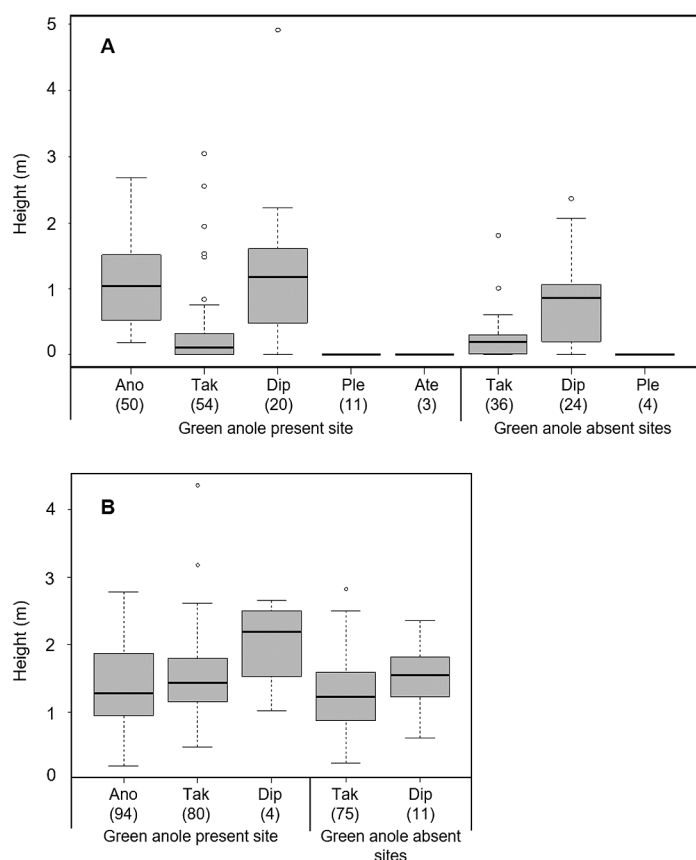 5
A
4
3
2
1
0
Height (m)
Ano Tak Dip Ple Ate Tak Dip Ple
(50) (54) (20) (11) (3) (36) (24) (4)
Green anole present site Green anole absent sites
B
4
3
2
1
0
Height (m)
Ano Tak Dip Tak Dip
(94) (80) (4) (75) (11)
Green anole present site Green anole absent
sites